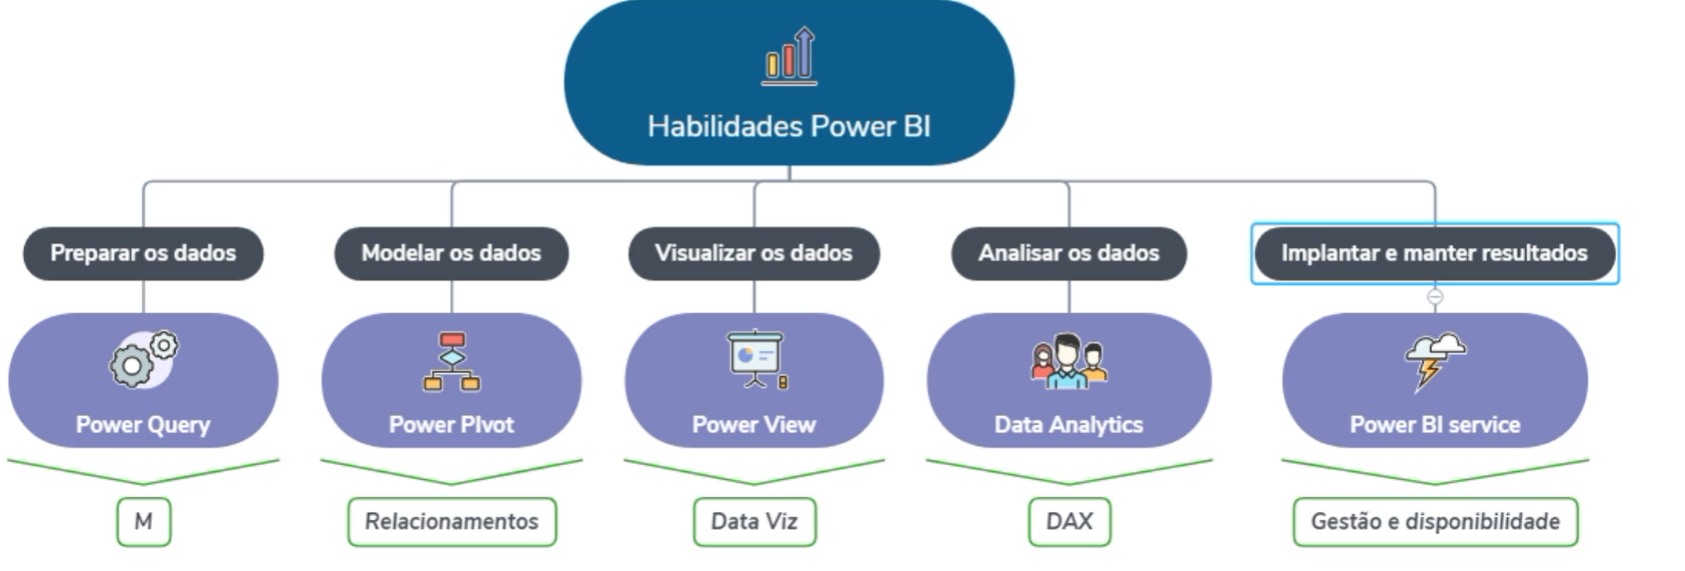 Habilidades Power BI
Preparar os dados
Modelar os dados
Visualizar os dados
Analisar os dados
Implantar e manter resultados
Power Query
Power PIvot
Power View
Data Analytics
Power BI service
M
Relacionamentos
Data Viz
DAX
Gestão e disponibilidade